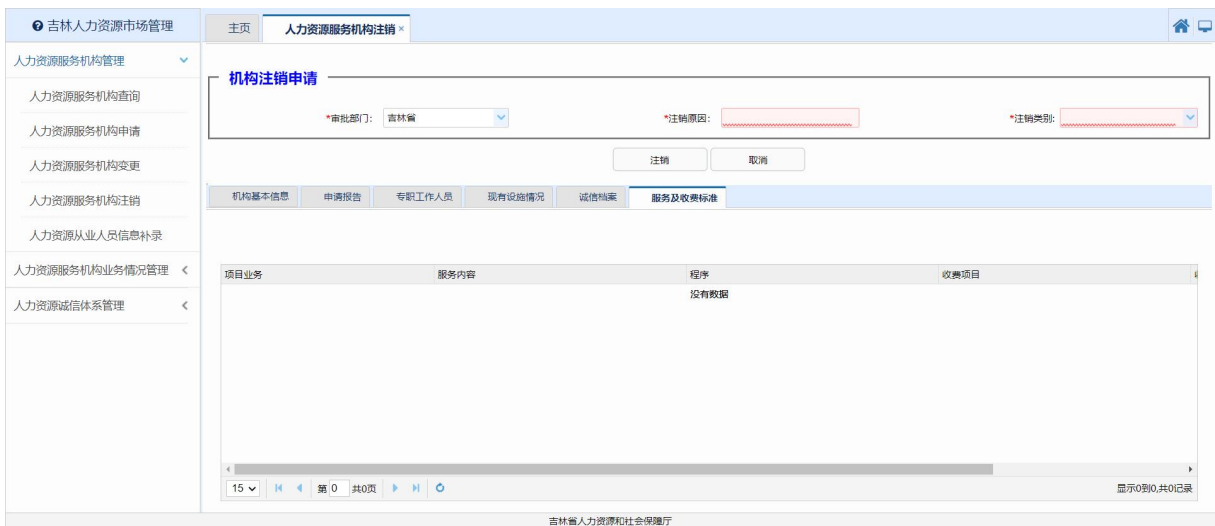 吉林人力资源市场管理
主页
人力资源服务机构注销×
人力资源服务机构管理
人力资源服务机构查询
人力资源服务机构申请
人力资源服务机构变更
人力资源服务机构注销
人力资源从业人员信息补录
人力资源服务机构业务情况管理
人力资源诚信体系管理
机构注销申请
*审批部门: 吉林省
*注销原因:
*注销类别:
注销
取消
机构基本信息
申请报告
专职工作人员
现有设施情况
诚信档案
服务及收费标准
项目业务
服务内容
程序
收费项目
没有数据
15
第 0 共0页
显示0到0,共0记录
吉林省人力资源和社会保障厅